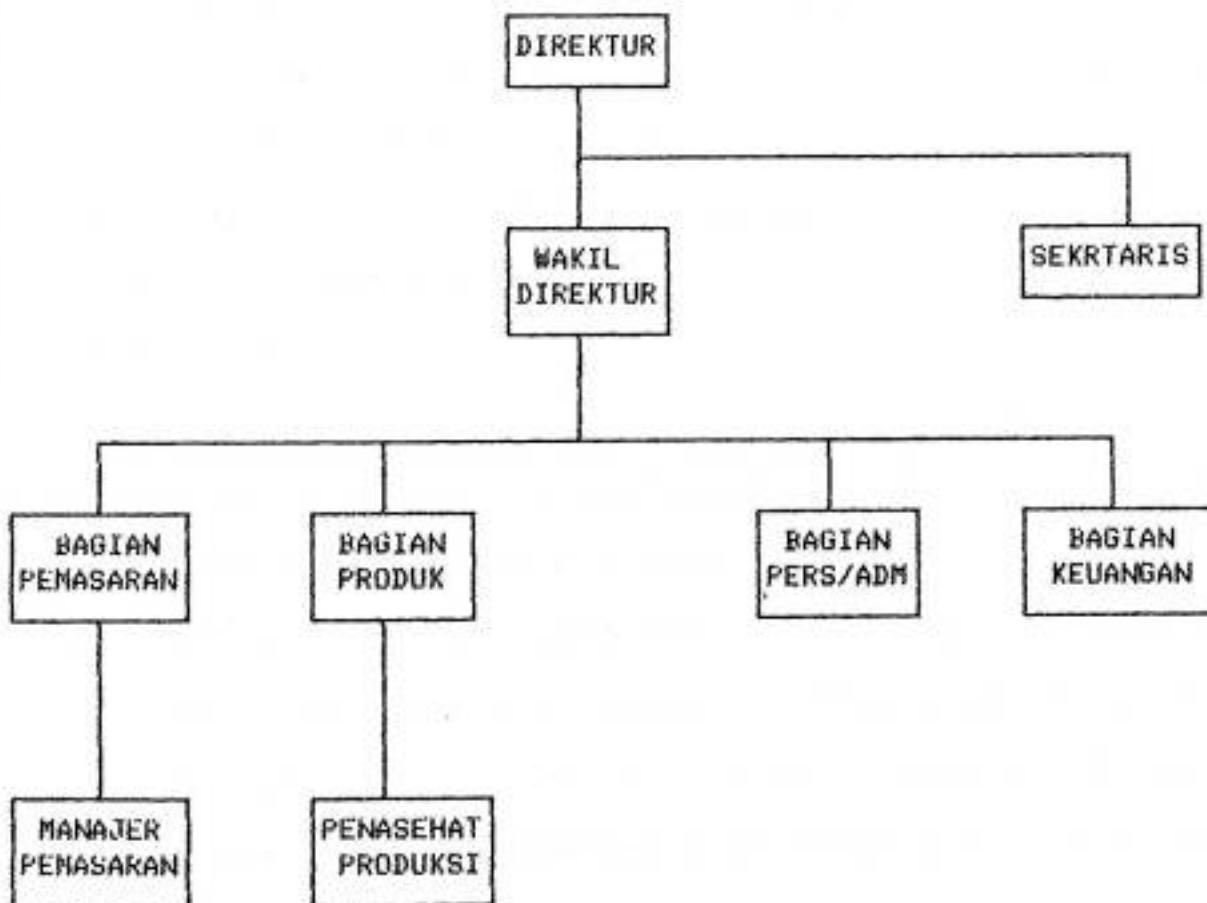 DIREKTUR
WAKIL
DIREKTUR
SEKRTARIS
BAGIAN
PEMASARAN
BAGIAN
PRODUK
BAGIAN
PERS/ADM
BAGIAN
KEUANGAN
MANAJER
PEMASARAN
PENASEHAT
PRODUKSI